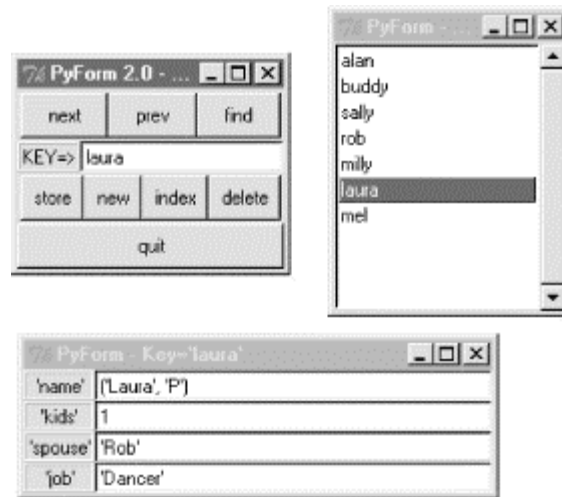 PyForm 2.0 - ...
next prev find
KEY=> laura
store new index delete
quit
PyForm - ...
alan
buddy
sally
rob
milly
laura
mel
PyForm - Key='laura'
'name' ('Laura', 'P')
'kids' 1
'spouse' 'Rob'
'job' 'Dancer'